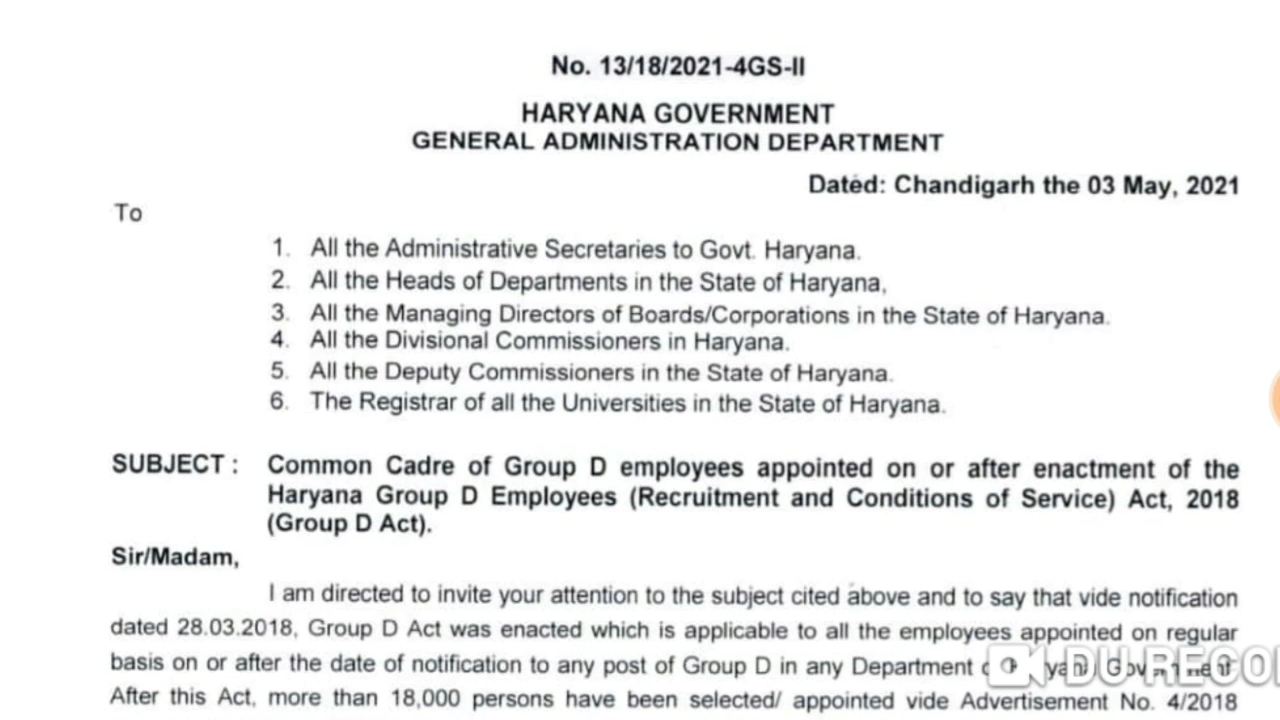 No. 13/18/2021-4GS-II
HARYANA GOVERNMENT
GENERAL ADMINISTRATION DEPARTMENT
Dated: Chandigarh the 03 May, 2021
To
1. All the Administrative Secretaries to Govt. Haryana.
2. All the Heads of Departments in the State of Haryana,
3. All the Managing Directors of Boards/Corporations in the State of Haryana.
4. All the Divisional Commissioners in Haryana.
5. All the Deputy Commissioners in the State of Haryana.
6. The Registrar of all the Universities in the State of Haryana.
SUBJECT : Common Cadre of Group D employees appointed on or after enactment of the
Haryana Group D Employees (Recruitment and Conditions of Service) Act, 2018
(Group D Act).
Sir/Madam,
I am directed to invite your attention to the subject cited above and to say that vide notification
dated 28.03.2018, Group D Act was enacted which is applicable to all the employees appointed on regular
basis on or after the date of notification to any post of Group D in any Department
DU RECO
After this Act, more than 18,000 persons have been selected/ appointed vide Advertisement No. 4/2018